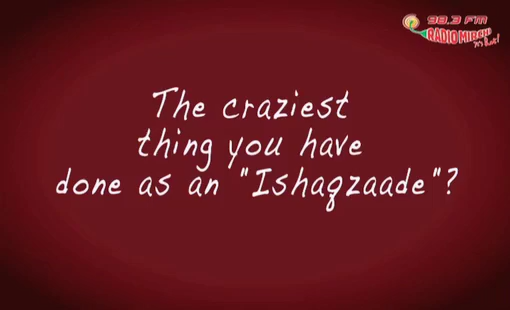 98.3 FM
RADIO MIRCHI
It's Hot!
The craziest
thing you have
done as an "Ishaqzaade"?